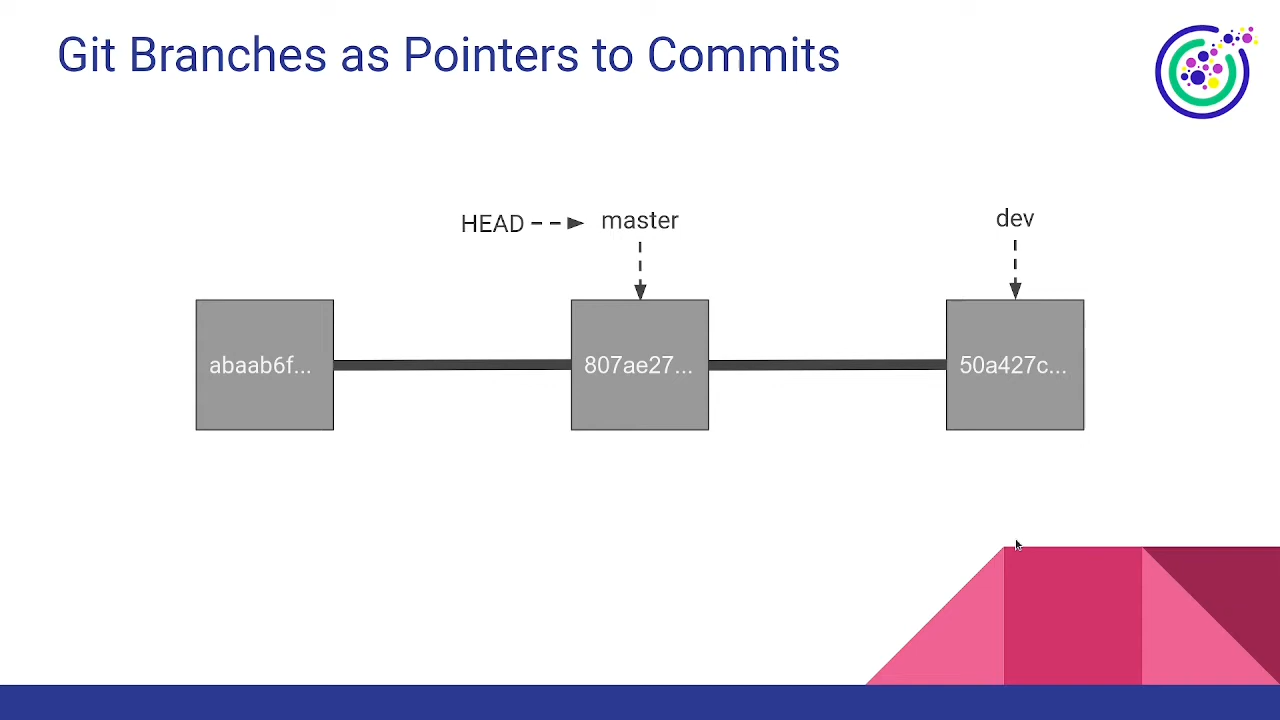 Git Branches as Pointers to Commits
HEAD master dev
abaab6f... 807ae27... 50a427c...